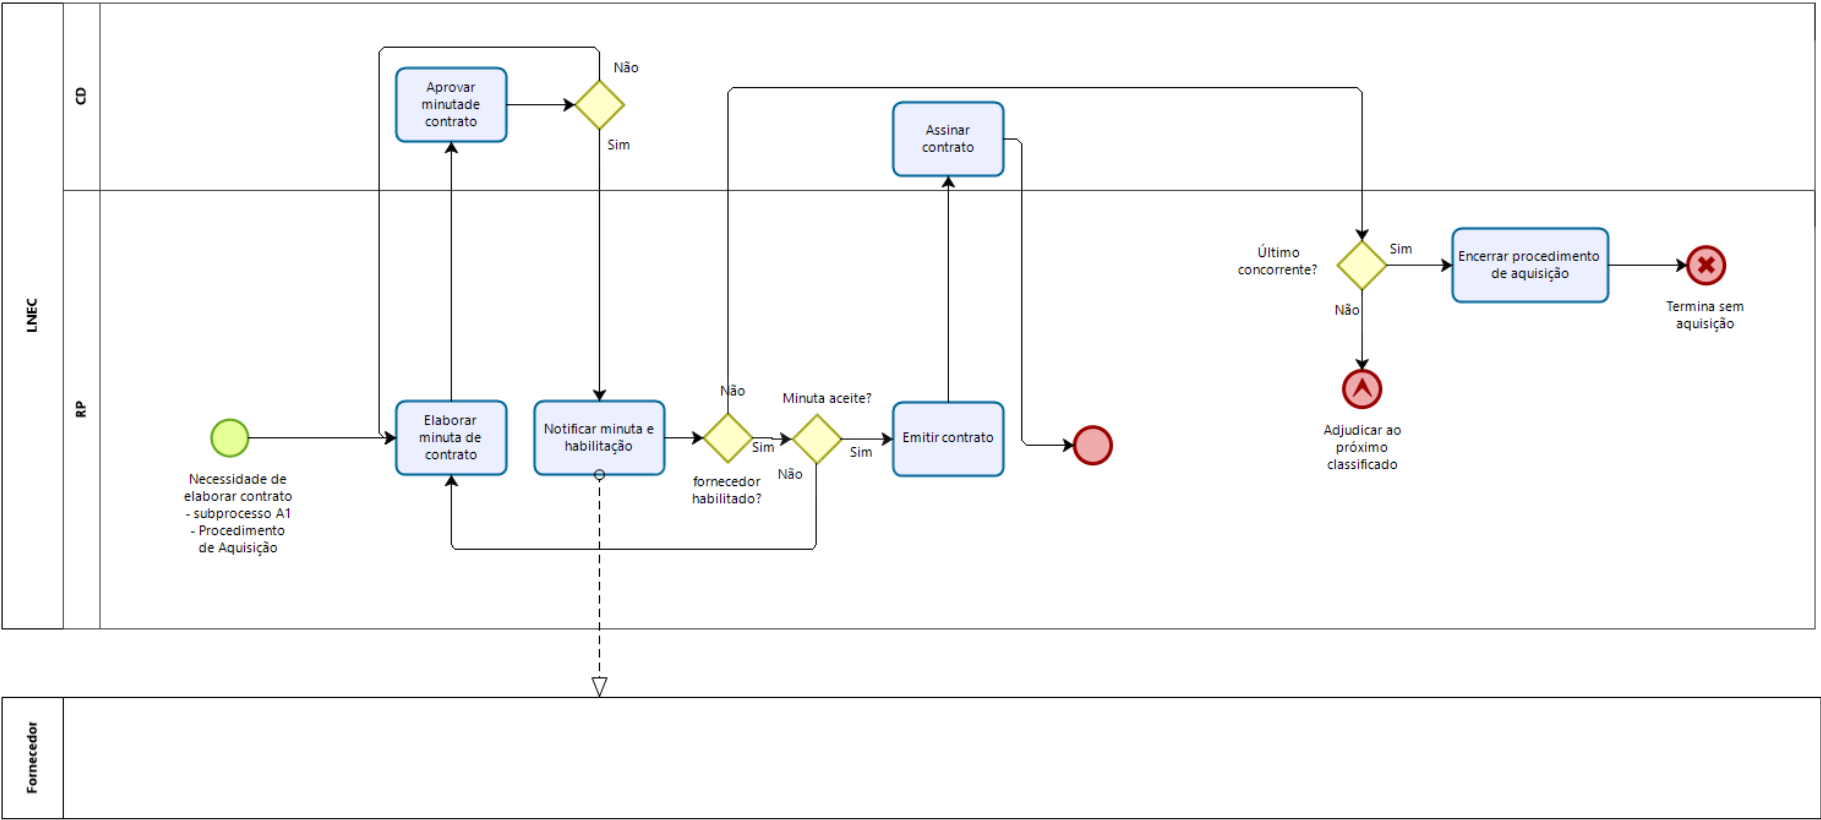 LNEC
CD
RP
Aprovar
minutade
contrato
Não
Sim
Assinar
contrato
Necessidade de
elaborar contrato
- subprocesso A1
- Procedimento
de Aquisição
Elaborar
minuta de
contrato
Notificar minuta e
habilitação
Não
Sim
fornecedor
habilitado?
Minuta aceite?
Sim
Não
Emitir contrato
Último
concorrente?
Sim
Não
Encerrar procedimento
de aquisição
Termina sem
aquisição
Adjudicar ao
próximo
classificado
Fornecedor